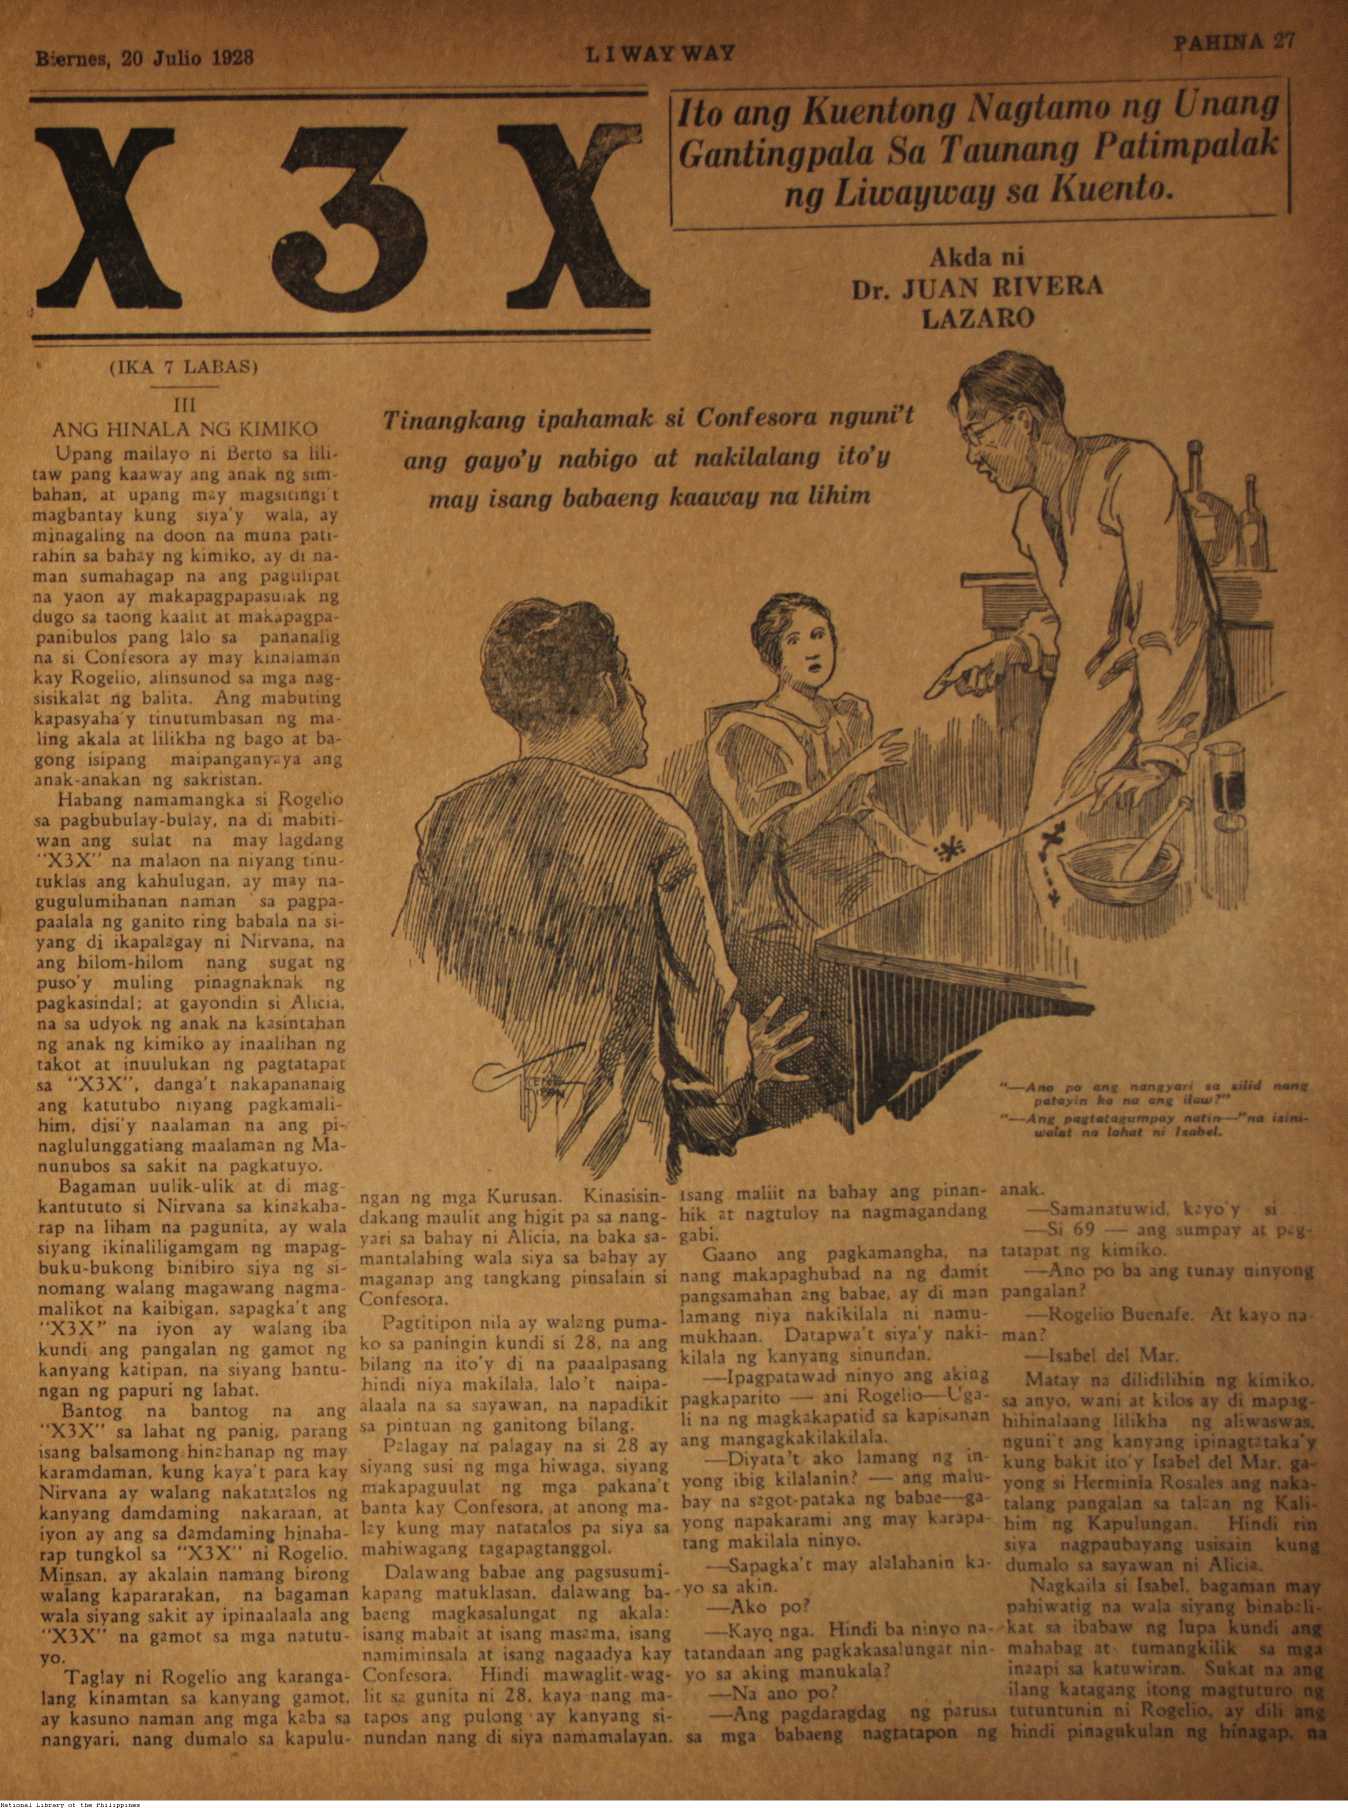 Biernes, 20 Julio 1928
LIWAYWAY
PAHINA 27
X3X
Ito ang Kuentong Nagtamo ng Unang
Gantingpala Sa Taunang Patimpalak
ng Liwayway sa Kuento.
Akda ni
Dr. JUAN RIVERA
LAZARO
Tinangkang ipahamak si Confesora nguni't
ang gayo'y nabigo at nakilalang ito'y
may isang babaeng kaaway na lihim
(IKA 7 LABAS)
III
ANG HINALA NG KIMIKO
Upang mailayo ni Berto sa lili-
taw pang kaaway ang anak ng sim-
bahan, at upang may magsitingi't
magbantay kung siya'y wala, ay
minagaling na doon na muna pati-
rahin sa bahay ng kimiko, ay di na-
man sumahagap na ang paglilipat
na yaon ay makapagpapasulak ng
dugo sa taong kaalit at makapagpa-
panibulos pang lalo sa pananalig
na si Confesora ay may kinalaman
kay Rogelio, alinsunod sa mga nag-
sisikalat ng balita. Ang mabuting
kapasyaha'y tinutumbasan ng ma-
ling akala at lilikha ng bago at ba-
gong isipang maipanganyaya ang
anak-anakan ng sakristan.
Habang namamangka si Rogelio
sa pagbubulay-bulay, na di mabiti-
wan ang sulat na may lagdang
"X3X" na malaon na niyang tinu-
tuklas ang kahulugan, ay may na-
gugulumihanan naman sa pagpa-
paalala ng ganito ring babala na si-
yang di ikapalagay ni Nirvana, na
ang hilom-hilom nang sugat ng
puso'y muling pinagnaknak ng
pagkasindal; at gayondin si Alicia,
na sa udyok ng anak na kasintahan
ng anak ng kimiko ay inaalihan ng
takot at inuulukan ng pagtatapat
sa "X3X", danga't nakapananaig
ang katutubo niyang pagkamali-
him, disi'y naalaman na ang pi-
naglulunggatiang maalaman ng Ma-
nunubos sa sakit na pagkatuyo.
Bagaman uulik-ulik at di mag-
kantututo si Nirvana sa kinakaha-
rap na liham na pagunita, ay wala
siyang ikinaliligamgam ng mapag-
buku-bukong binibiro siya ng si-
nomang walang magawang nagma-
malikot na kaibigan, sapagka't ang
"X3X" na iyon ay walang iba
kundi ang pangalan ng gamot ng
kanyang katipan, na siyang bantu-
ngan ng papuri ng lahat.
Bantog na bantog na ang
"X3X" sa lahat ng panig, parang
isang balsamong hinahanap ng may
karamdaman, kung kaya't para kay
Nirvana ay walang nakatatalos ng
kanyang damdaming nakaraan, at
iyon ay ang sa damdaming hinaha-
rap tungkol sa "X3X" ni Rogelio.
Minsan, ay akalain namang birong
walang kapararakan, na bagaman
wala siyang sakit ay ipinaalaala ang
"X3X" na gamot sa mga natutu-
yo.
Taglay ni Rogelio ang karanga-
lang kinamtan sa kanyang gamot,
ay kasuno naman ang mga kaba sa
nangyari, nang dumalo sa kapulu-
ngan ng mga Kurusan. Kinasisin-
dakang maulit ang higit pa sa nang-
yari sa bahay ni Alicia, na baka sa-
mantalahing wala siya sa bahay ay
maganap ang tangkang pinsalain si
Confesora.
Pagtitipon nila ay walang puma-
ko sa paningin kundi si 28, na ang
bilang na ito'y di na paaalpasang
hindi niya makilala, lalo't naipa-
alaala na sa sayawan, na napadikit
sa pintuan ng ganitong bilang.
Palagay na palagay na si 28 ay
siyang susi ng mga hiwaga, siyang
makapaguulat ng mga pakana't
banta kay Confesora, at anong ma-
lay kung may natatalos pa siya sa
mahiwagang tagapagtanggol.
Dalawang babae ang pagsusumi-
kapang matuklasan, dalawang ba-
baeng magkasalungat ng akala:
isang mabait at isang masama, isang
namiminsala at isang nagaadya kay
Confesora. Hindi mawaglit-wag-
lit sa gunita ni 28, kaya nang ma-
tapos ang pulong ay kanyang si-
nundan nang di siya namamalayan.
Isang maliit na bahay ang pinan-
hik at nagtuloy na nagmagandang
gabi.
Gaano ang pagkamangha, na
nang makapaghubad na ng damit
pangsamahan ang babae, ay di man
lamang niya nakikilala ni namu-
mukhaan. Datapwa't siya'y naki-
kilala ng kanyang sinundan.
—Ipagpatawad ninyo ang aking
pagkaparito — ani Rogelio—Uga-
li na ng magkakapatid sa kapisanan
ang mangagkakilakilala.
—Diyata't ako lamang ng in-
yong ibig kilalanin? — ang malu-
bay na sagot-pataka ng babae—ga-
yong napakarami ang may karapa-
tang makilala ninyo.
—Sapagka't may alalahanin ka-
yo sa akin.
—Ako po?
—Kayo nga. Hindi ba ninyo na-
tatandaan ang pagkakasalungat nin-
yo sa aking manukala?
—Na ano po?
—Ang pagdaragdag ng parusa
sa mga babaeng nagtatapon ng
"—Ano po ang nangyari sa silid nang
patayin ko na ang ilaw?"
"—Ang pagtatagumpay natin—"na isini-
walat na lahat ni Isabel.
anak.
—Samanatuwid, kayo'y si
—Si 69 — ang sumpay at pag-
tatapat ng kimiko.
—Ano po ba ang tunay ninyong
pangalan?
—Rogelio Buenafe. At kayo na-
man?
—Isabel del Mar.
Matay na dilidilihin ng kimiko,
sa anyo, wani at kilos ay di mapag-
hihinalaang lilikha ng aliwaswas,
nguni't ang kanyang ipinagtataka'y
kung bakit ito'y Isabel del Mar, ga-
yong si Herminia Rosales ang naka-
talang pangalan sa talaan ng Kali-
him ng Kapulungan. Hindi rin
siya nagpaubayang usisain kung
dumalo sa sayawan ni Alicia.
Nagkaila si Isabel, bagaman may
pahiwatig na wala siyang binabali-
kat sa ibabaw ng lupa kundi ang
mahabag at tumangkilik sa mga
inaapi sa katuwiran. Sukat na ang
ilang katagang itong magtuturo ng
tutuntunin ni Rogelio, ay dili ang
hindi pinagukulan ng hinagap, na
National Library of the Philippines